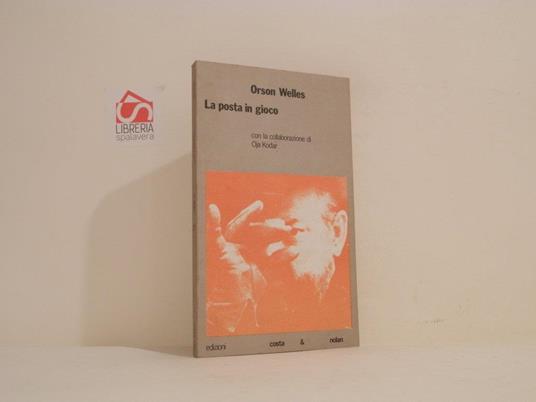 LIBRERIA
spalavera
Orson Welles
La posta in gioco
con la collaborazione di
Oja Kodar
edizioni costa & nolan